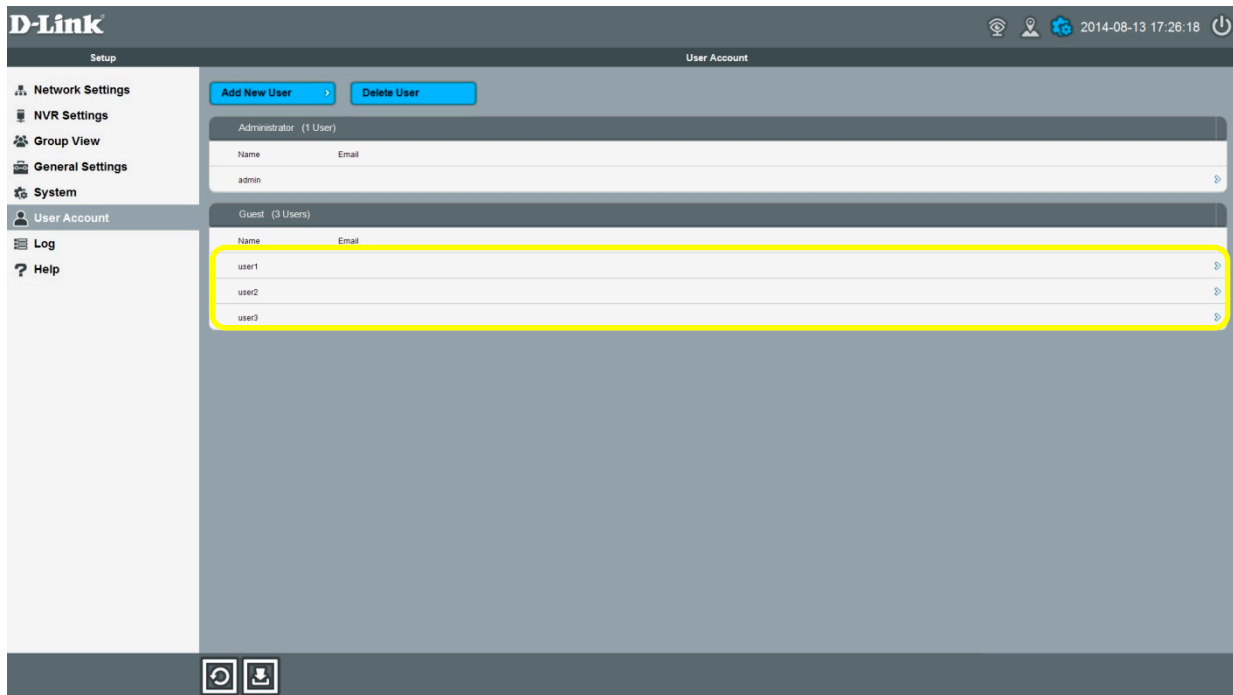 D-Link
2014-08-13 17:26:18
Setup
User Account
Network Settings
NVR Settings
Group View
General Settings
System
User Account
Log
Help
Add New User
Delete User
Administrator (1 User)
Name Email
admin
Guest (3 Users)
Name Email
user1
user2
user3